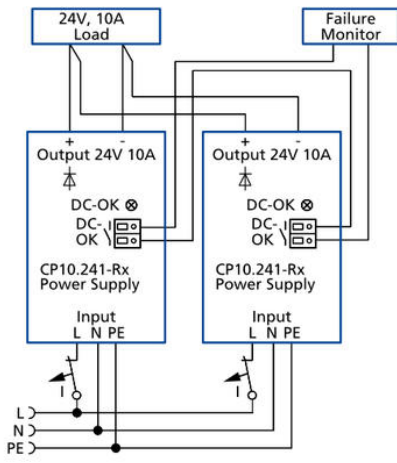 24V, 10A
Load
Failure
Monitor
+ -
Output 24V 10A
DC-OK
DC-
OK
CP10.241-Rx
Power Supply
Input
L N PE
I
+ -
Output 24V 10A
DC-OK
DC-
OK
CP10.241-Rx
Power Supply
Input
L N PE
I
L
N
PE